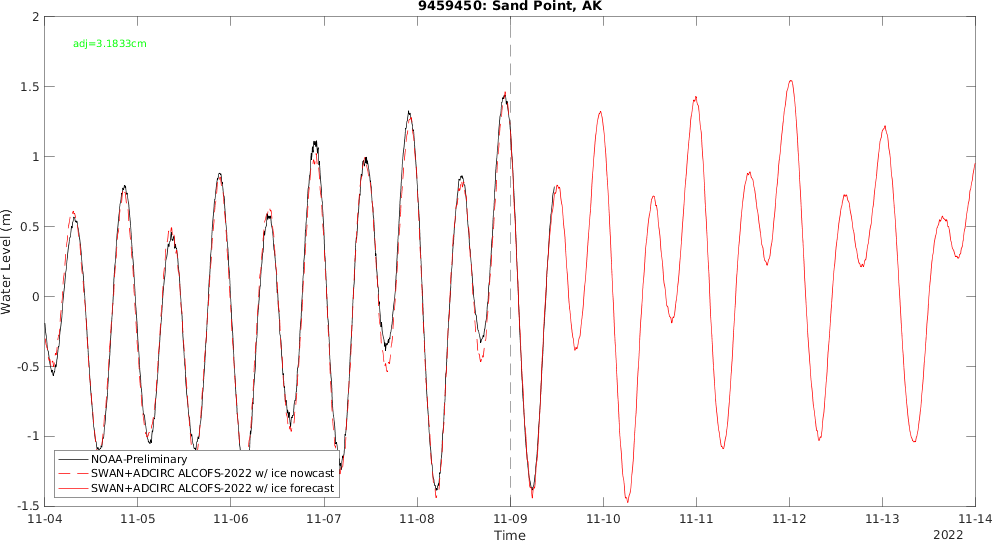 9459450: Sand Point, AK
adj=3.1833cm
2
1.5
1
0.5
0
-0.5
-1
-1.5
Water Level (m)
NOAA-Preliminary
SWAN+ADCIRC ALCOFS-2022 w/ ice nowcast
SWAN+ADCIRC ALCOFS-2022 w/ ice forecast
11-04 11-05 11-06 11-07 11-08 11-09 11-10 11-11 11-12 11-13 11-14
Time
2022